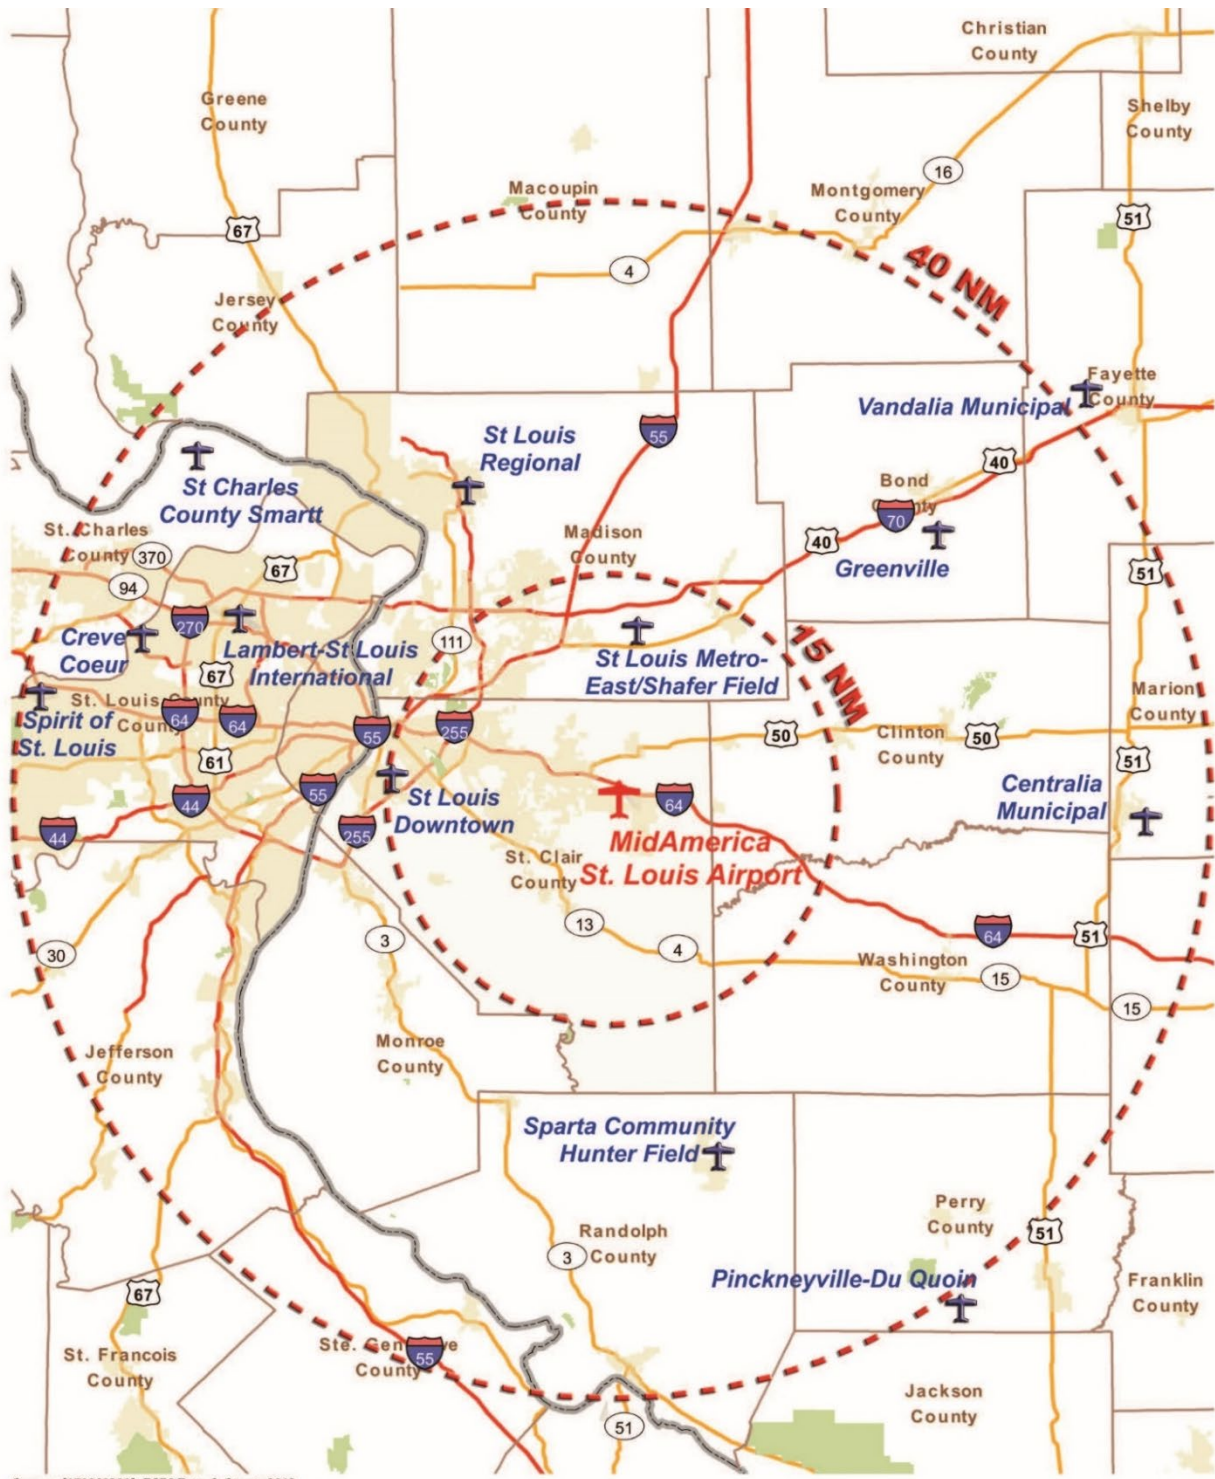 Christian
County
Greene
County
Shelby
County
16
Macoupin
County
Montgomery
County
51
67
40 NM
4
Jersey
County
Fayette
County
Vandalia Municipal
55
St Louis
Regional
40
St Charles
County Smartt
Bond
County
70
St. Charles
County
370
Madison
County
40
67
Greenville
51
94
270
Creve
Coeur
Lambert-St Louis
International
111
St Louis Metro-
East/Shafer Field
15 NM
67
St. Louis County
County
64
64
Spirit of
St. Louis
55
255
50
Clinton
County
50
Marion
County
61
51
55
44
44
255
St Louis
Downtown
64
Centralia
Municipal
MidAmerica
St. Louis Airport
St. Clair
County
13
3
4
64
51
30
Washington
County
15
15
Jefferson
County
Monroe
County
Sparta Community
Hunter Field
Perry
County
51
Randolph
County
3
Pinckneyville-Du Quoin
67
Franklin
County
St. Francois
County
Ste.
County
55
Jackson
County
51